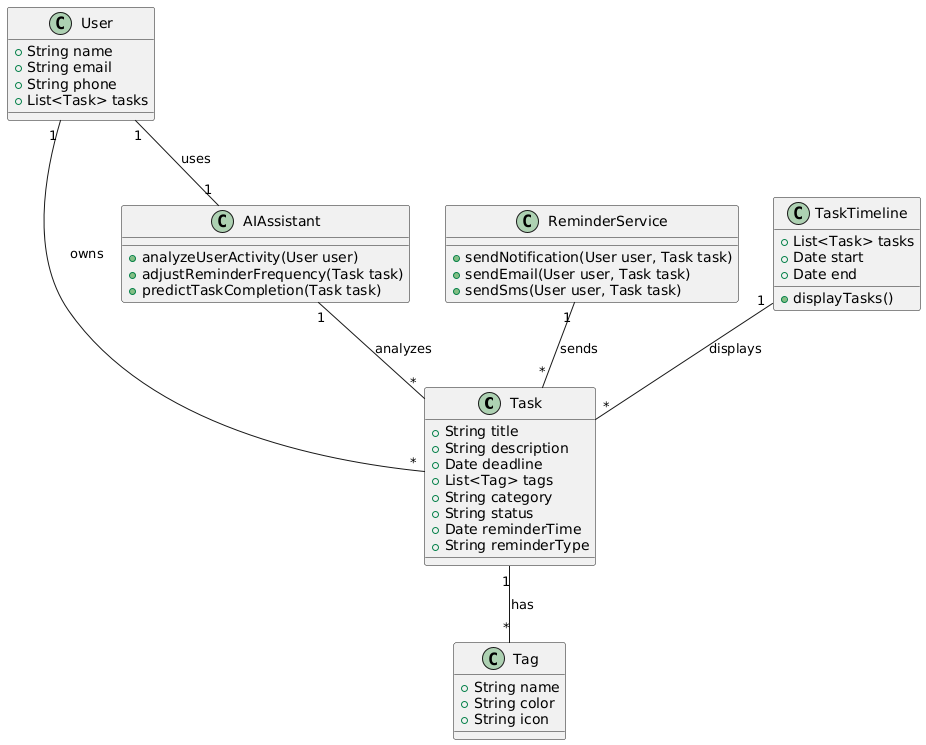 C User
String name
String email
String phone
List<Task> tasks
1
1
uses
1
owns
C AIAssistant
analyzeUserActivity(User user)
adjustReminderFrequency(Task task)
predictTaskCompletion(Task task)
C ReminderService
sendNotification(User user, Task task)
sendEmail(User user, Task task)
sendSms(User user, Task task)
C TaskTimeline
List<Task> tasks
Date start
Date end
displayTasks()
1
analyzes
*
1
sends
*
1
displays
*
*
C Task
String title
String description
Date deadline
List<Tag> tags
String category
String status
Date reminderTime
String reminderType
1
has
*
C Tag
String name
String color
String icon